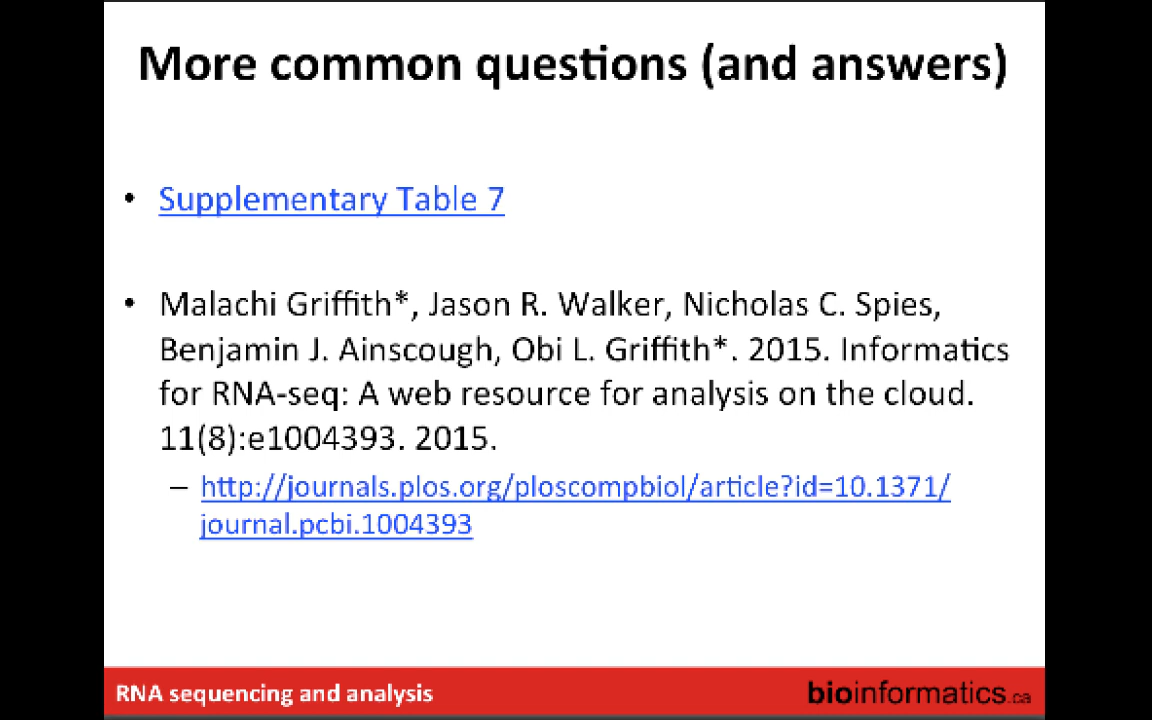 More common questions (and answers)
• Supplementary Table 7
• Malachi Griffith*, Jason R. Walker, Nicholas C. Spies,
Benjamin J. Ainscough, Obi L. Griffith*. 2015. Informatics
for RNA-seq: A web resource for analysis on the cloud.
11(8):e1004393. 2015.
– http://journals.plos.org/ploscompbiol/article?id=10.1371/
journal.pcbi.1004393
RNA sequencing and analysis
bioinformatics.ca